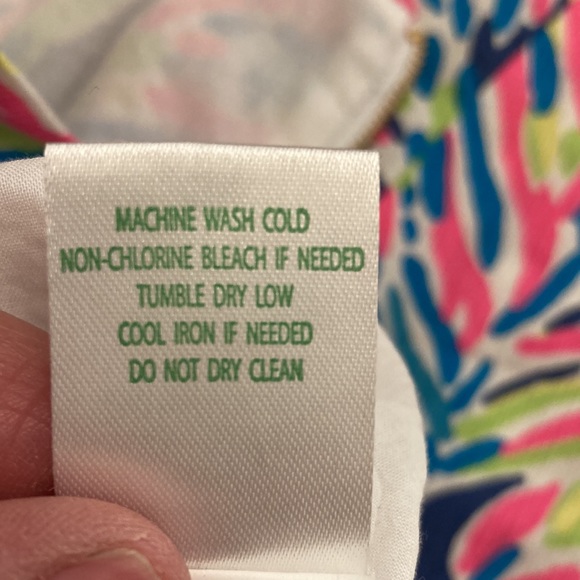 MACHINE WASH COLD
NON-CHLORINE BLEACH IF NEEDED
TUMBLE DRY LOW
COOL IRON IF NEEDED
DO NOT DRY CLEAN